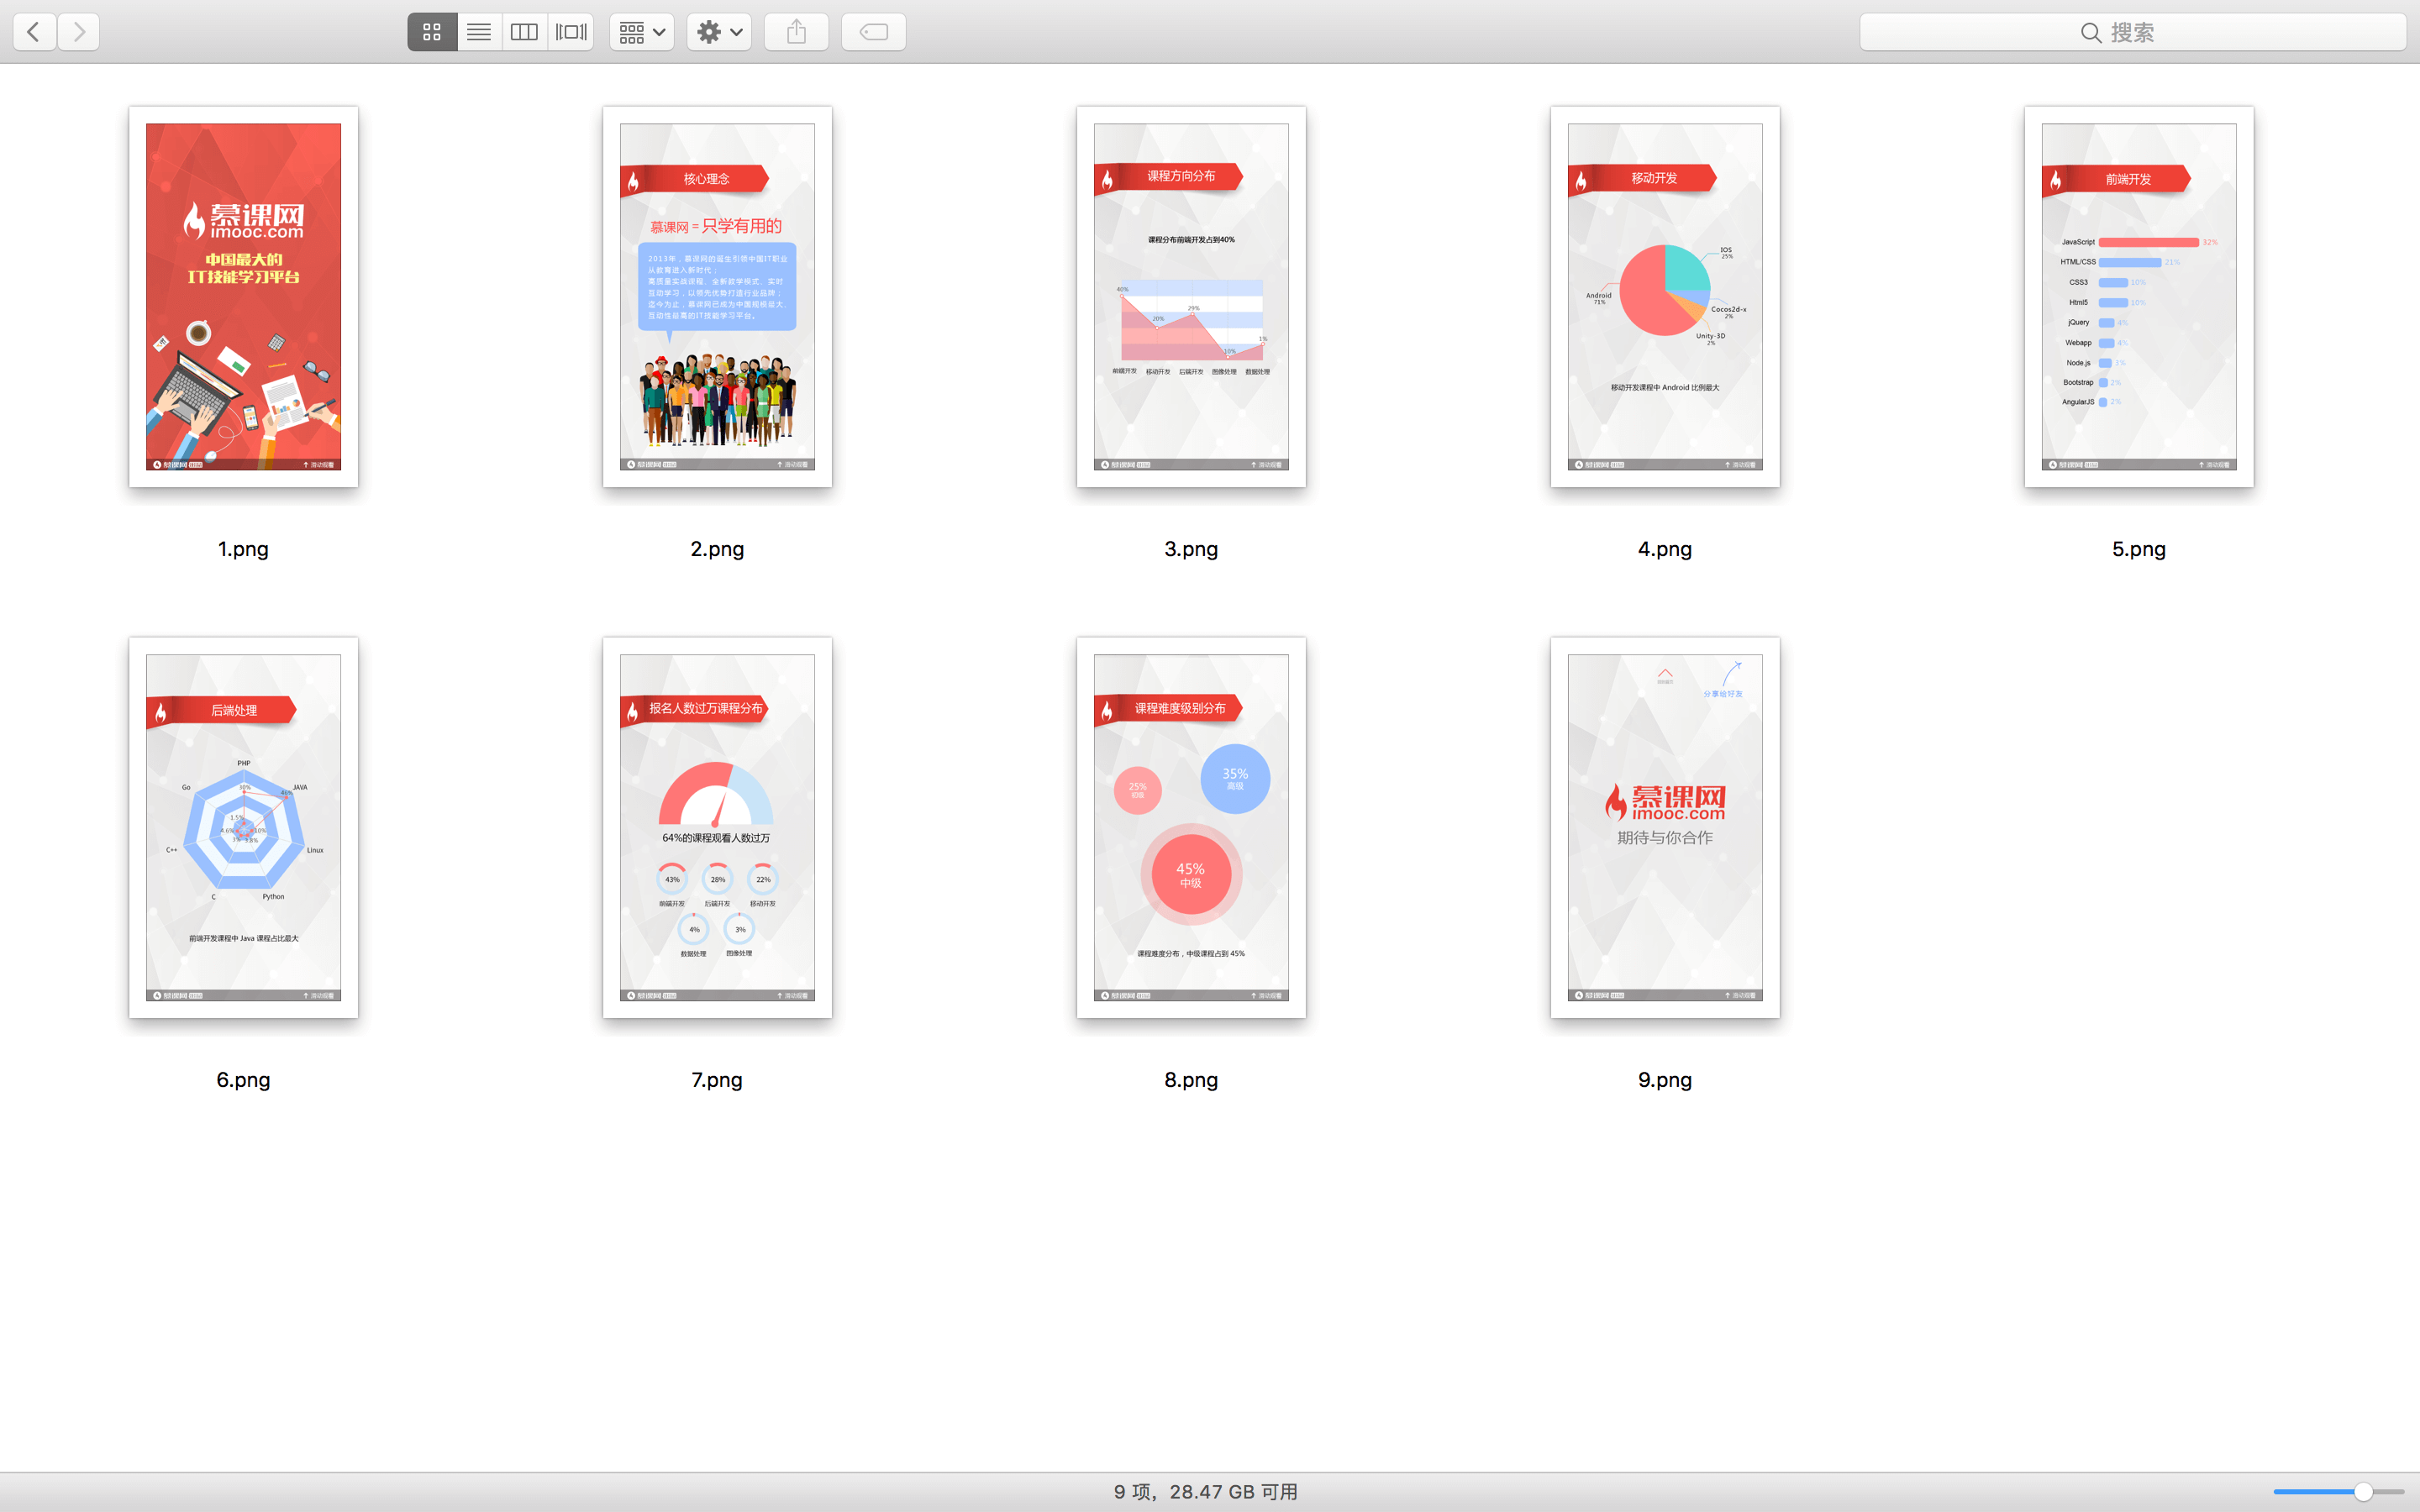 搜索
慕课网
imooc.com
中国最大的
IT技能学习平台
1.png
核心理念
慕课网 = 只学有用的
2013年，慕课网的诞生引领中国IT职业
从教育进入新时代；
高质量实战课程、全新教学模式、实时
互动学习，以领先优势打造行业品牌；
迄今为止，慕课网已成为中国规模最大、
互动性最高的IT技能学习平台。
2.png
课程方向分布
课程分布前端开发占到40%
40%
20%
29%
10%
1%
前端开发 移动开发 后端开发 图像处理 数据处理
3.png
移动开发
IOS
25%
Android
71%
Cocos2d-x
2%
Unity-3D
2%
移动开发课程中 Android 比例最大
4.png
前端开发
JavaScript 32%
HTML/CSS 21%
CSS3 10%
Html5 10%
jQuery 4%
Webapp 4%
Node.js 3%
Bootstrap 2%
AngularJS 2%
5.png
后端处理
PHP
Go
JAVA
C++
Linux
C
Python
前端开发课程中 Java 课程占比最大
6.png
报名人数过万课程分布
64%的课程观看人数过万
43% 28% 22%
前端开发 后端开发 移动开发
4% 3%
数据处理 图像处理
7.png
课程难度级别分布
25%
初级
35%
高级
45%
中级
课程难度分布，中级课程占到 45%
8.png
分享给好友
慕课网
imooc.com
期待与你合作
9.png
9 项，28.47 GB 可用